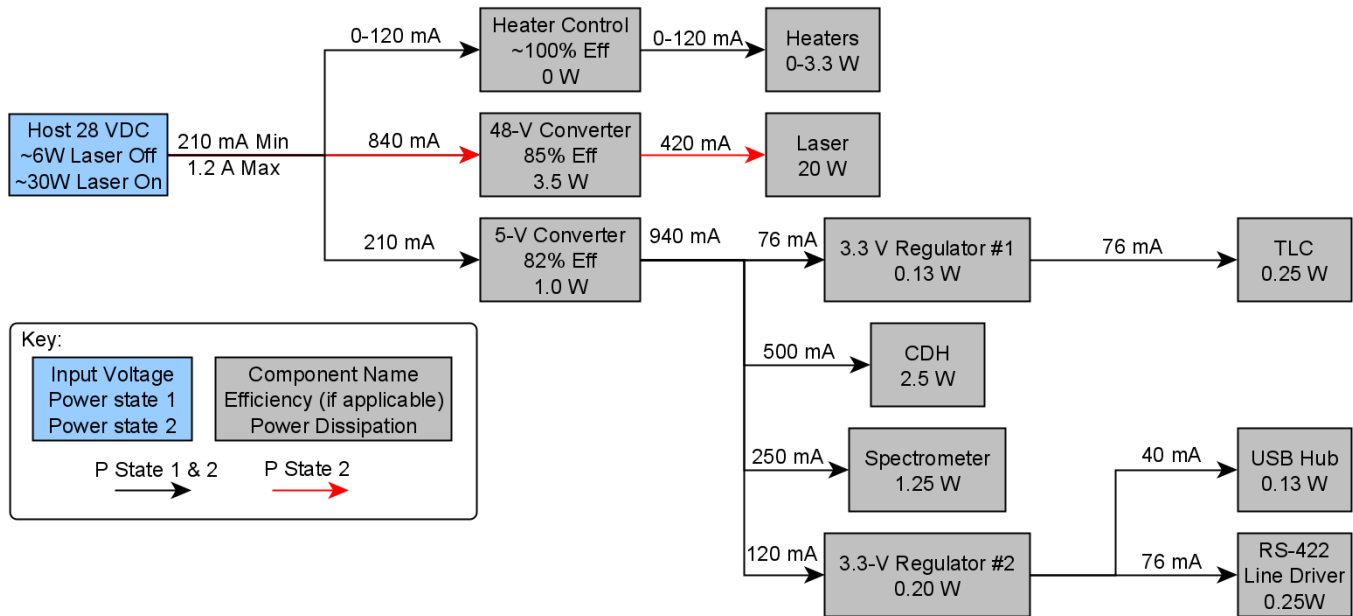 0-120 mA
Heater Control
~100% Eff
0 W
0-120 mA
Heaters
0-3.3 W
Host 28 VDC
~6W Laser Off
~30W Laser On
210 mA Min
1.2 A Max
840 mA
48-V Converter
85% Eff
3.5 W
420 mA
Laser
20 W
210 mA
5-V Converter
82% Eff
1.0 W
940 mA
76 mA
3.3 V Regulator #1
0.13 W
76 mA
TLC
0.25 W
500 mA
CDH
2.5 W
250 mA
Spectrometer
1.25 W
120 mA
3.3-V Regulator #2
0.20 W
40 mA
USB Hub
0.13 W
76 mA
RS-422
Line Driver
0.25W
Key:
Input Voltage
Power state 1
Power state 2
Component Name
Efficiency (if applicable)
Power Dissipation
P State 1 & 2
P State 2